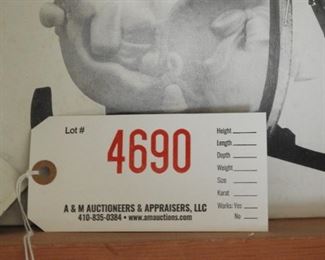 Lot #
4690
Height
Length
Depth
Weight
Size
Karat
Works: Yes
No
A & M AUCTIONEERS & APPRAISERS, LLC
410-835-0384 • www.amauctions.com